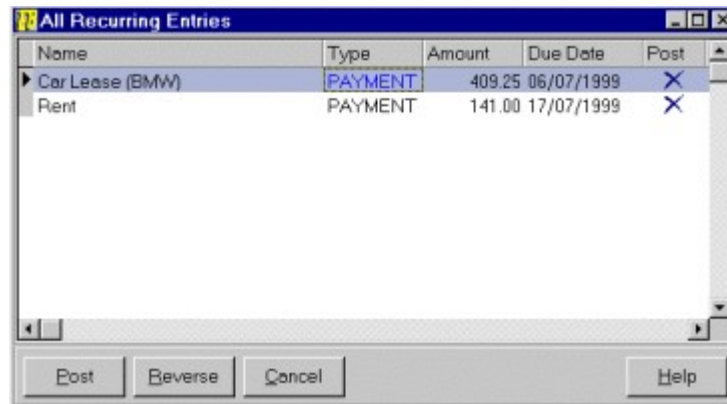 All Recurring Entries
Name Type Amount Due Date Post
Car Lease (BMW) PAYMENT 409.25 06/07/1999
Rent PAYMENT 141.00 17/07/1999
Post Reverse Cancel Help